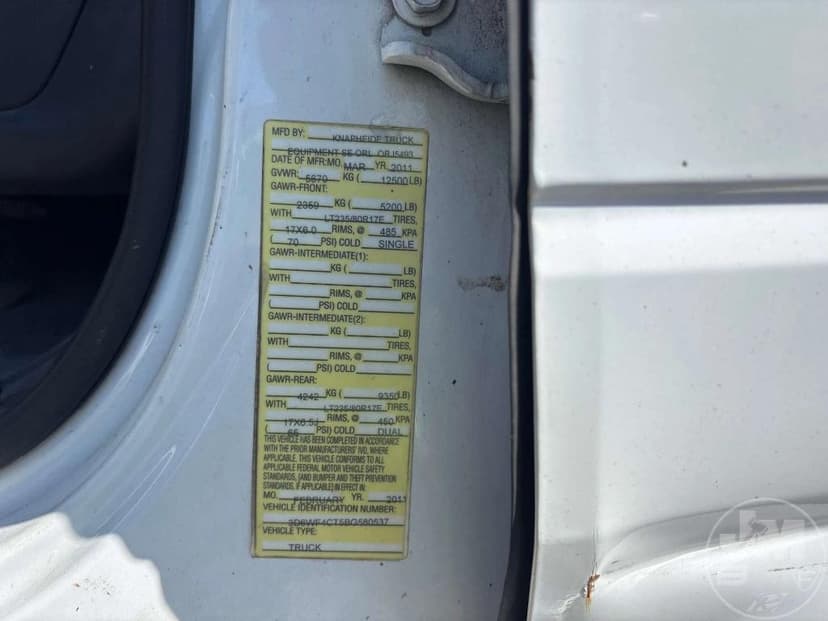 MFD BY: KNAPHEIDE TRUCK
EQUIPMENT SE-ORL ORJ5493
DATE OF MFR:MO. MAR YR. 2011
GVWR: 5670 KG ( 12500 LB)
GAWR-FRONT:
2359 KG ( 5200 LB)
WITH LT235/80R17E TIRES,
17X6.0 RIMS, @ 485 KPA
( 70 PSI) COLD SINGLE
GAWR-INTERMEDIATE(1):
KG ( LB)
WITH TIRES,
RIMS, @ KPA
( PSI) COLD
GAWR-INTERMEDIATE(2):
KG ( LB)
WITH TIRES,
RIMS, @ KPA
( PSI) COLD
GAWR-REAR:
4242 KG ( 9350 LB)
WITH LT235/80R17E TIRES,
17X6.5J RIMS, @ 450 KPA
( 65 PSI) COLD DUAL
THIS VEHICLE HAS BEEN COMPLETED IN ACCORDANCE
WITH THE PRIOR MANUFACTURERS' IVD, WHERE
APPLICABLE. THIS VEHICLE CONFORMS TO ALL
APPLICABLE FEDERAL MOTOR VEHICLE SAFETY
STANDARDS, (AND BUMPER AND THEFT PREVENTION
STANDARDS, IF APPLICABLE) IN EFFECT IN:
MO. FEBRUARY YR. 2011
VEHICLE IDENTIFICATION NUMBER:
3D6WF4CT5BG580537
VEHICLE TYPE:
TRUCK